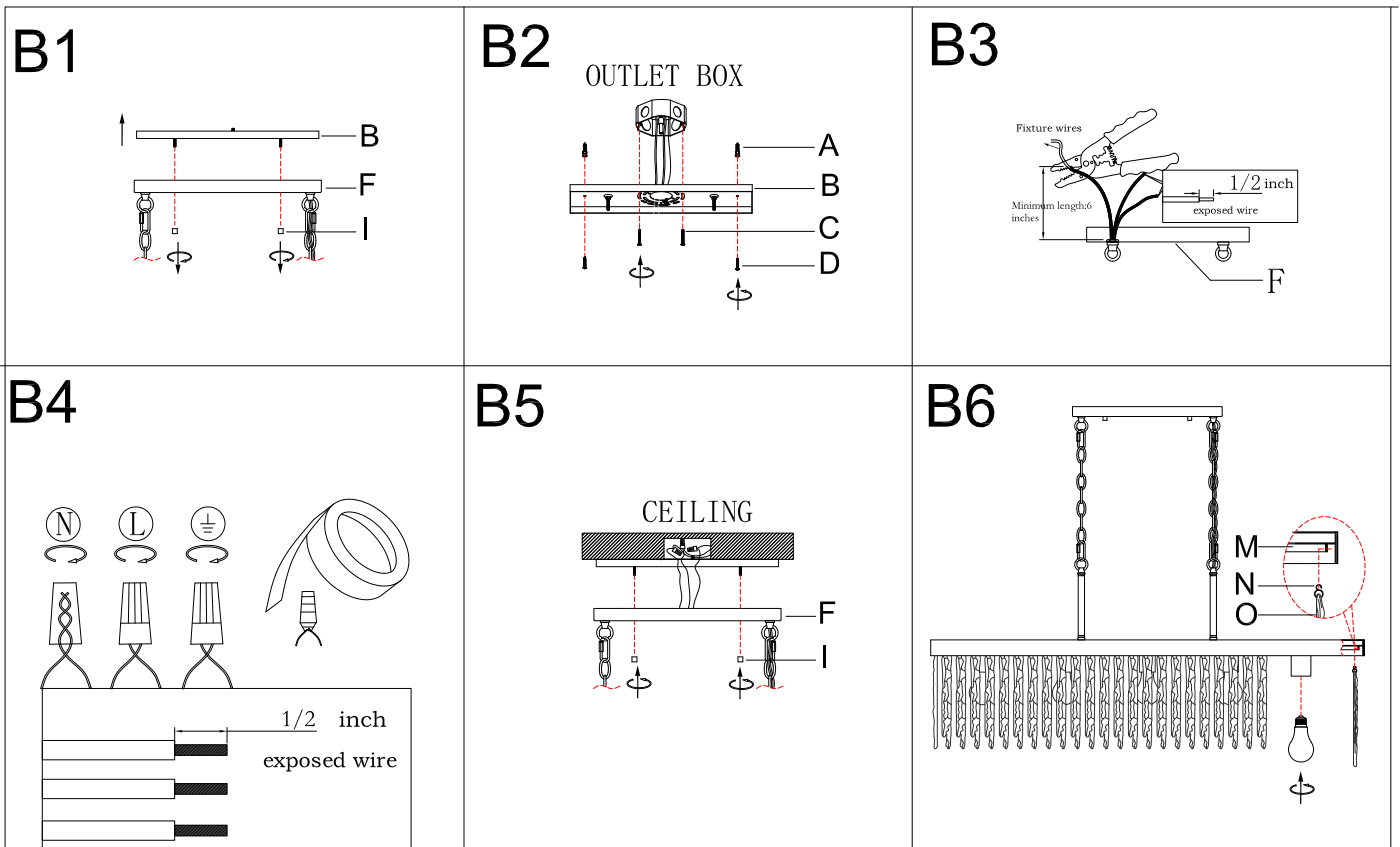 B1
B
F
I
B2
OUTLET BOX
A
B
C
D
B3
Fixture wires
1/2 inch
exposed wire
Minimum length:6
inches
F
B4
N
L
1/2 inch
exposed wire
B5
CEILING
F
I
B6
M
N
O